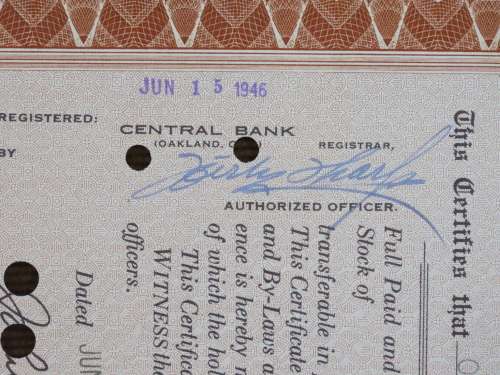 JUN 15 1946
REGISTERED:
CENTRAL BANK
(OAKLAND,
BY
REGISTRAR,
AUTHORIZED OFFICER.
This Certifies that
Full Paid and
Stock of
transferable in
This Certificate
and By-Laws a
ence is hereby
of which the hol
This Certific
WITNESS the
officers.
Dated JUN